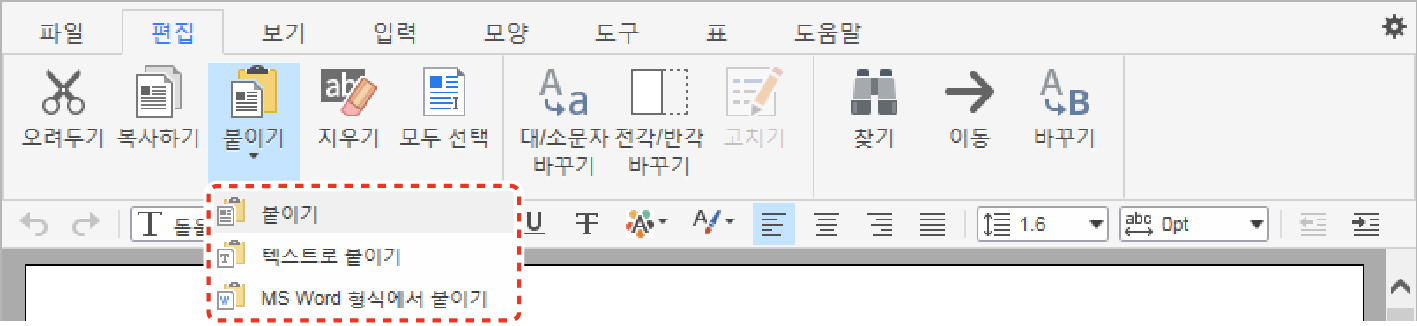 파일 편집 보기 입력 모양 도구 표 도움말
abc A a A B
오려두기 복사하기 붙이기 지우기 모두 선택 대/소문자 전각/반각 고치기 찾기 이동 바꾸기
바꾸기 바꾸기
T U T A 1.6 abc 0pt
붙이기
텍스트로 붙이기
MS Word 형식에서 붙이기